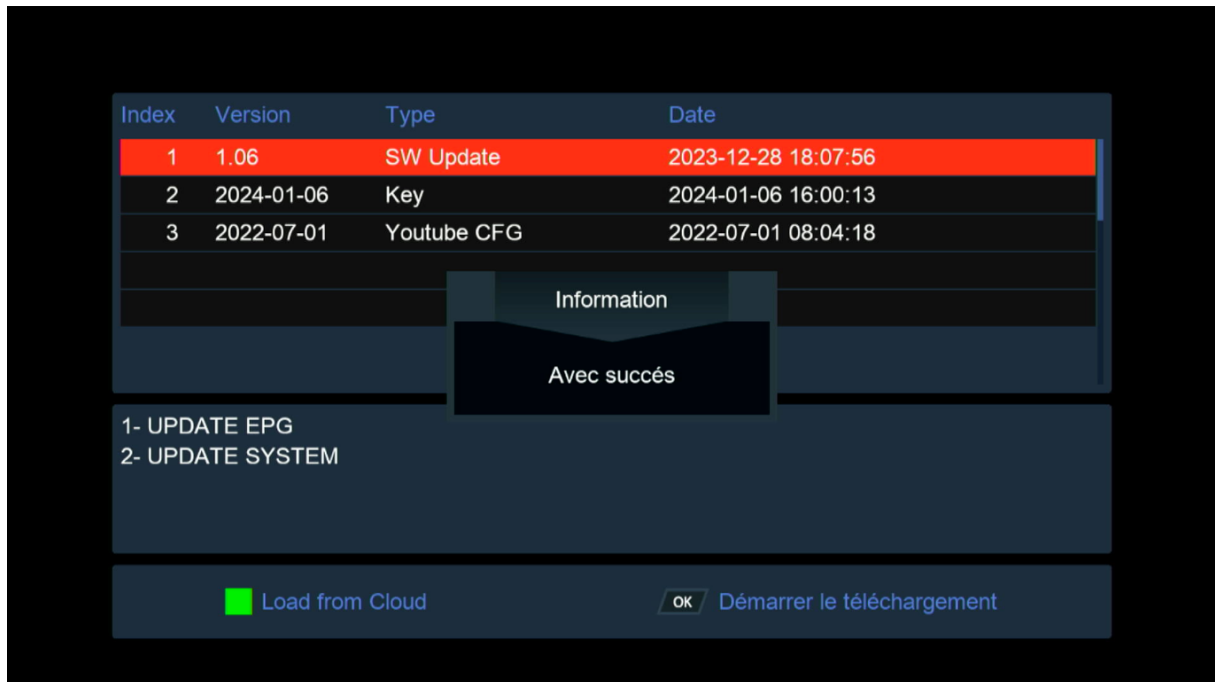 Index Version Type Date
1 1.06 SW Update 2023-12-28 18:07:56
2 2024-01-06 Key 2024-01-06 16:00:13
3 2022-07-01 Youtube CFG 2022-07-01 08:04:18
Information
Avec succés
1- UPDATE EPG
2- UPDATE SYSTEM
Load from Cloud OK Démarrer le téléchargement